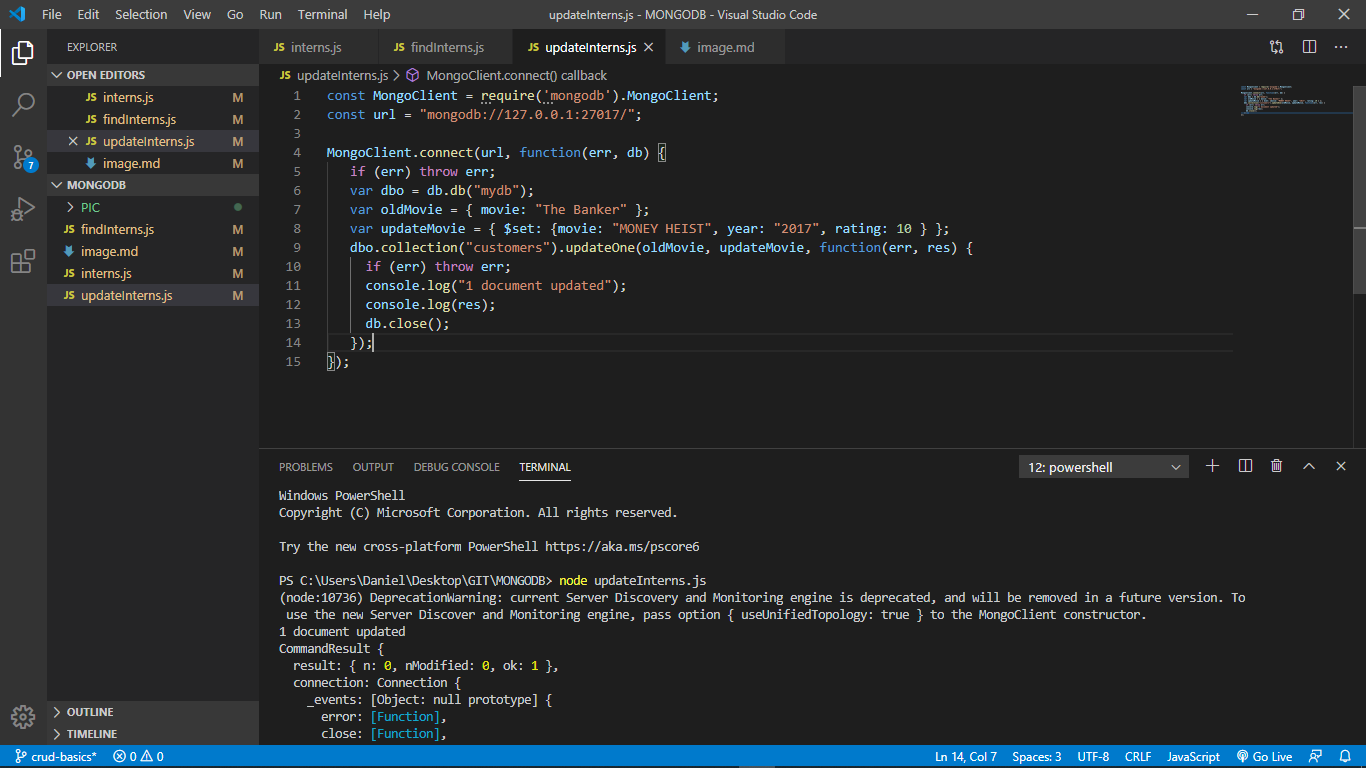 File Edit Selection View Go Run Terminal Help
updateInterns.js - MONGODB - Visual Studio Code
EXPLORER
OPEN EDITORS
JS interns.js M
JS findInterns.js M
JS updateInterns.js M
image.md M
MONGODB
PIC
JS findInterns.js M
image.md M
JS interns.js M
JS updateInterns.js M
OUTLINE
TIMELINE
7
JS interns.js
JS findInterns.js
JS updateInterns.js
image.md
JS updateInterns.js > MongoClient.connect() callback
1 const MongoClient = require('mongodb').MongoClient;
2 const url = "mongodb://127.0.0.1:27017/";
3
4 MongoClient.connect(url, function(err, db) {
5 if (err) throw err;
6 var dbo = db.db("mydb");
7 var oldMovie = { movie: "The Banker" };
8 var updateMovie = { $set: {movie: "MONEY HEIST", year: "2017", rating: 10 } };
9 dbo.collection("customers").updateOne(oldMovie, updateMovie, function(err, res) {
10 if (err) throw err;
11 console.log("1 document updated");
12 console.log(res);
13 db.close();
14 });
15 });
PROBLEMS OUTPUT DEBUG CONSOLE TERMINAL
12: powershell
Windows PowerShell
Copyright (C) Microsoft Corporation. All rights reserved.
Try the new cross-platform PowerShell https://aka.ms/pscore6
PS C:\Users\Daniel\Desktop\GIT\MONGODB> node updateInterns.js
(node:10736) DeprecationWarning: current Server Discovery and Monitoring engine is deprecated, and will be removed in a future version. To
use the new Server Discover and Monitoring engine, pass option { useUnifiedTopology: true } to the MongoClient constructor.
1 document updated
CommandResult {
result: { n: 0, nModified: 0, ok: 1 },
connection: Connection {
_events: [Object: null prototype] {
error: [Function],
close: [Function],
crud-basics* 0 0
Ln 14, Col 7 Spaces: 3 UTF-8 CRLF JavaScript Go Live